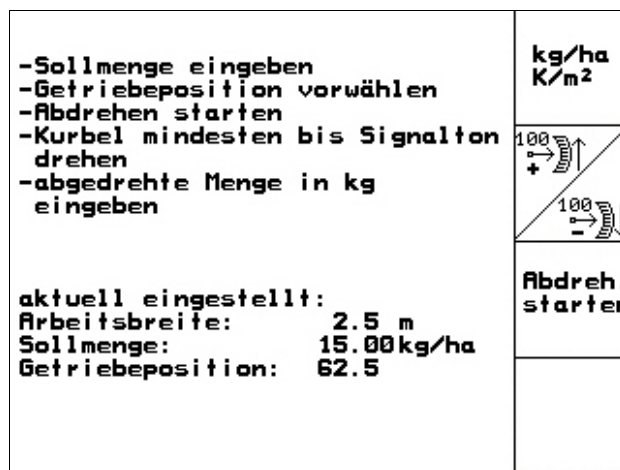 -Sollmenge eingeben
-Getriebeposition vorwählen
-Abdrehen starten
-Kurbel mindesten bis Signalton
drehen
-abgedrehte Menge in kg
eingeben
aktuell eingestellt:
Arbeitsbreite: 2.5 m
Sollmenge: 15.00kg/ha
Getriebeposition: 62.5
kg/ha
K/m²
100
+
100
-
Abdreh.
starten